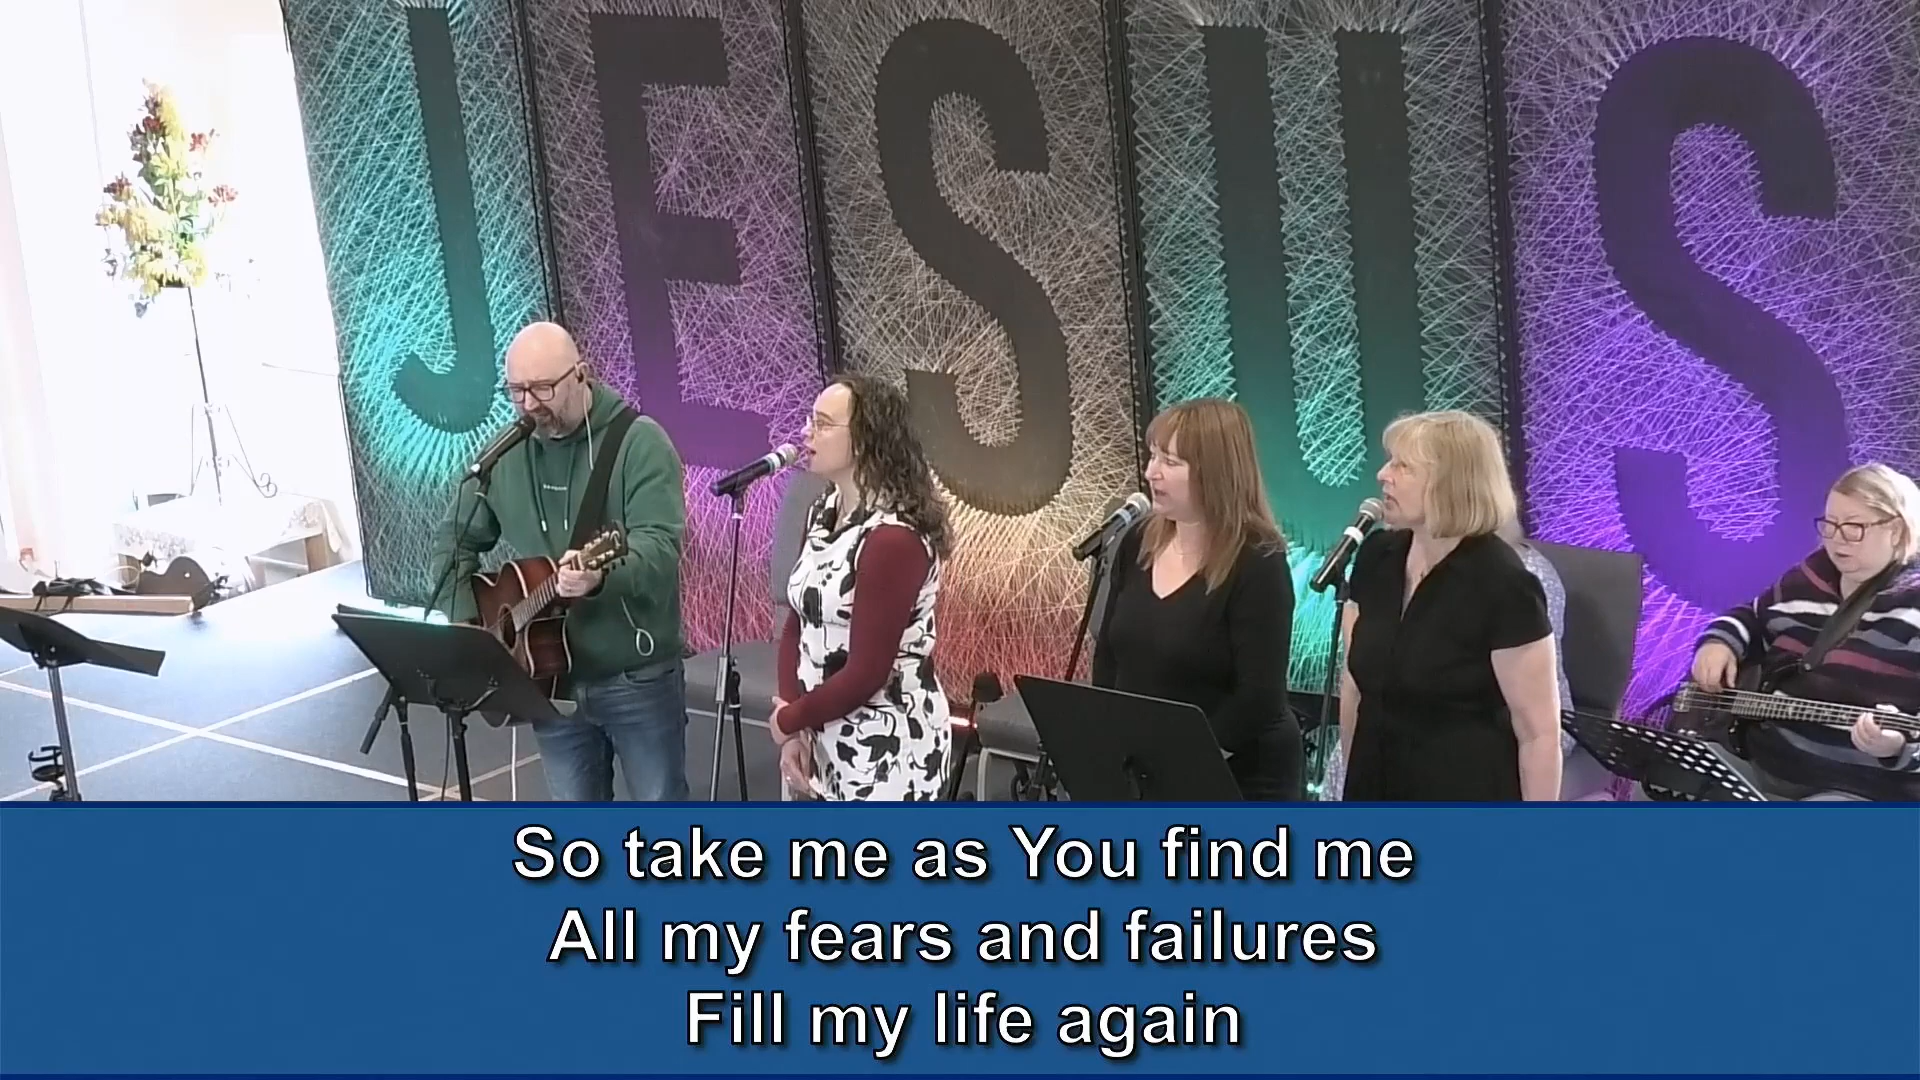 JESUS
So take me as You find me
All my fears and failures
Fill my life again